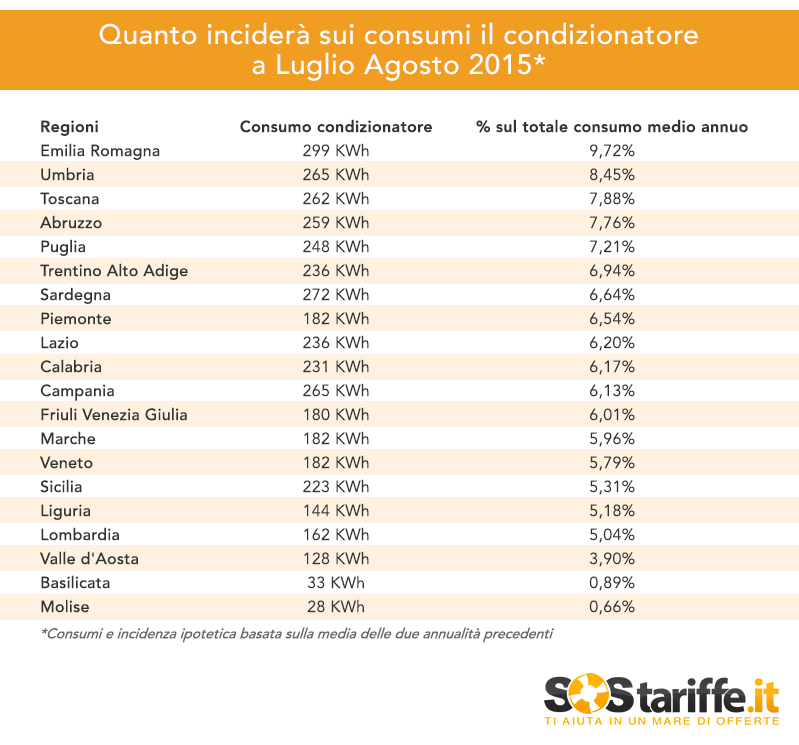 Quanto inciderà sui consumi il condizionatore
a Luglio Agosto 2015*
Regioni Consumo condizionatore % sul totale consumo medio annuo
Emilia Romagna 299 KWh 9,72%
Umbria 265 KWh 8,45%
Toscana 262 KWh 7,88%
Abruzzo 259 KWh 7,76%
Puglia 248 KWh 7,21%
Trentino Alto Adige 236 KWh 6,94%
Sardegna 272 KWh 6,64%
Piemonte 182 KWh 6,54%
Lazio 236 KWh 6,20%
Calabria 231 KWh 6,17%
Campania 265 KWh 6,13%
Friuli Venezia Giulia 180 KWh 6,01%
Marche 182 KWh 5,96%
Veneto 182 KWh 5,79%
Sicilia 223 KWh 5,31%
Liguria 144 KWh 5,18%
Lombardia 162 KWh 5,04%
Valle d'Aosta 128 KWh 3,90%
Basilicata 33 KWh 0,89%
Molise 28 KWh 0,66%
*Consumi e incidenza ipotetica basata sulla media delle due annualità precedenti
SOStariffe.it
TI AIUTA IN UN MARE DI OFFERTE